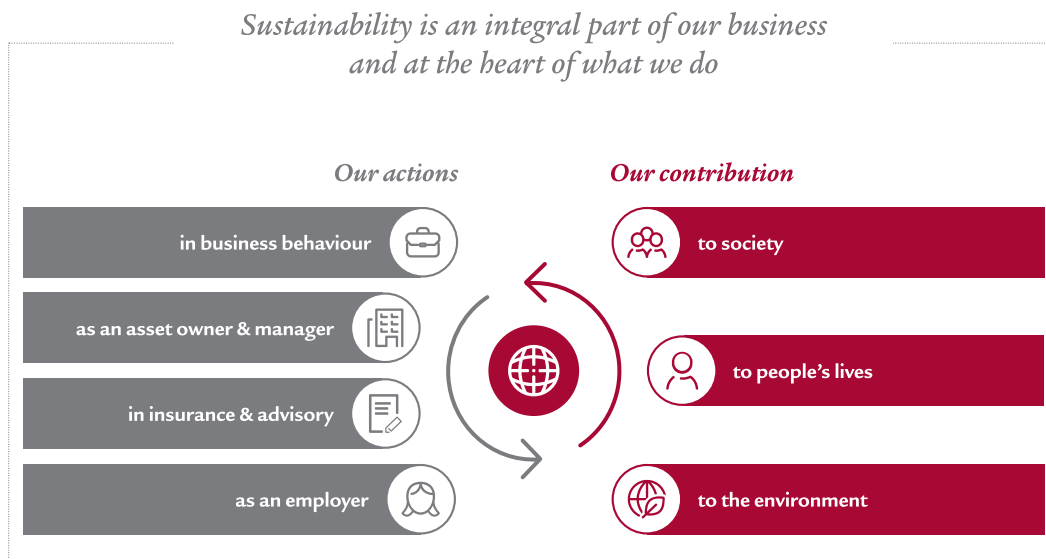 Sustainability is an integral part of our business
and at the heart of what we do
Our actions
in business behaviour
as an asset owner & manager
in insurance & advisory
as an employer
Our contribution
to society
to people’s lives
to the environment